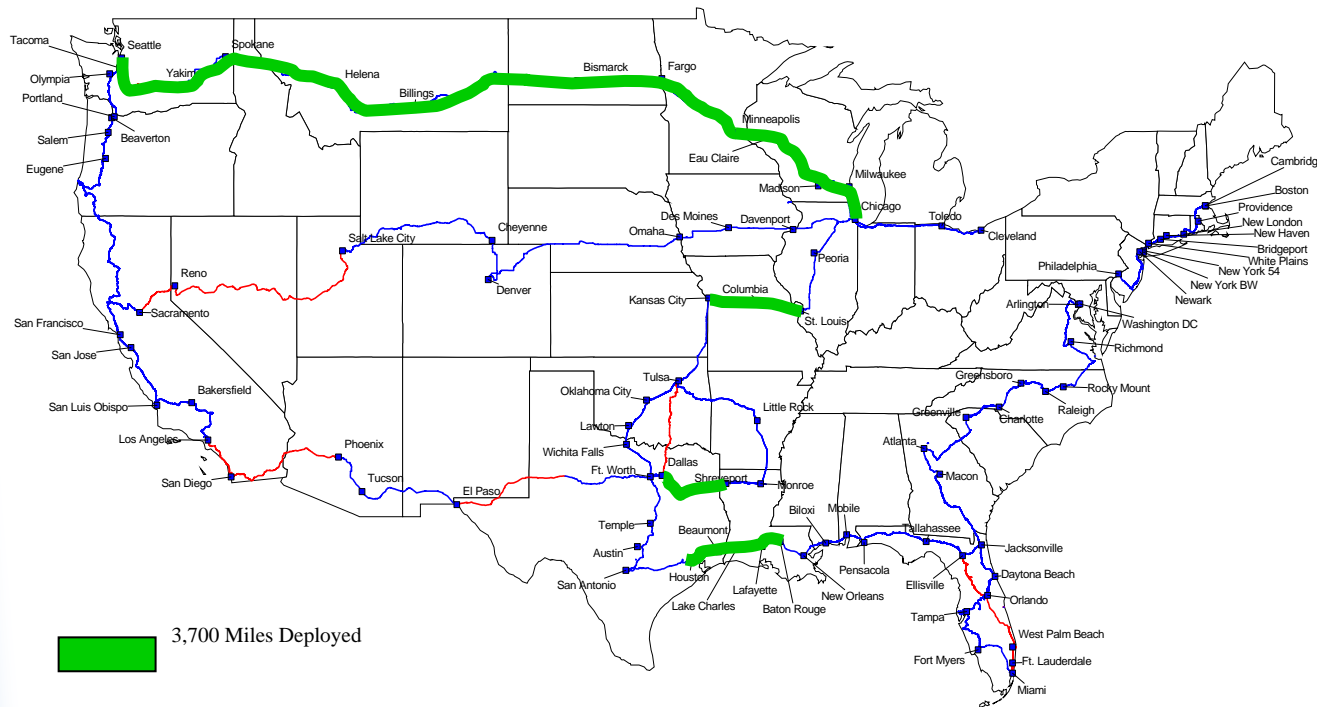 Seattle
Tacoma
Spokane
Olympia
Yakim
Helena
Bismarck
Fargo
Billings
Portland
Beaverton
Salem
Eugene
Minneapolis
Eau Claire
Madison
Milwaukee
Chicago
Cambridg
Boston
Providence
New London
New Haven
Bridgeport
White Plains
New York 54
New York BW
Newark
Philadelphia
Toledo
Cleveland
Des Moines
Davenport
Omaha
Cheyenne
Salt Lake City
Denver
Peoria
Reno
Sacramento
Columbia
Kansas City
St. Louis
Arlington
Washington DC
Richmond
San Francisco
San Jose
Bakersfield
San Luis Obispo
Los Angeles
San Diego
Phoenix
Tucson
El Paso
Tulsa
Oklahoma City
Lawton
Wichita Falls
Little Rock
Greensboro
Rocky Mount
Raleigh
Charlotte
Greenville
Atlanta
Macon
Ft. Worth
Dallas
Shreveport
Monroe
Temple
Austin
San Antonio
Beaumont
Houston
Lake Charles
Lafayette
Baton Rouge
New Orleans
Biloxi
Mobile
Pensacola
Tallahassee
Jacksonville
Ellisville
Daytona Beach
Orlando
Tampa
West Palm Beach
Fort Myers
Ft. Lauderdale
Miami
3,700 Miles Deployed